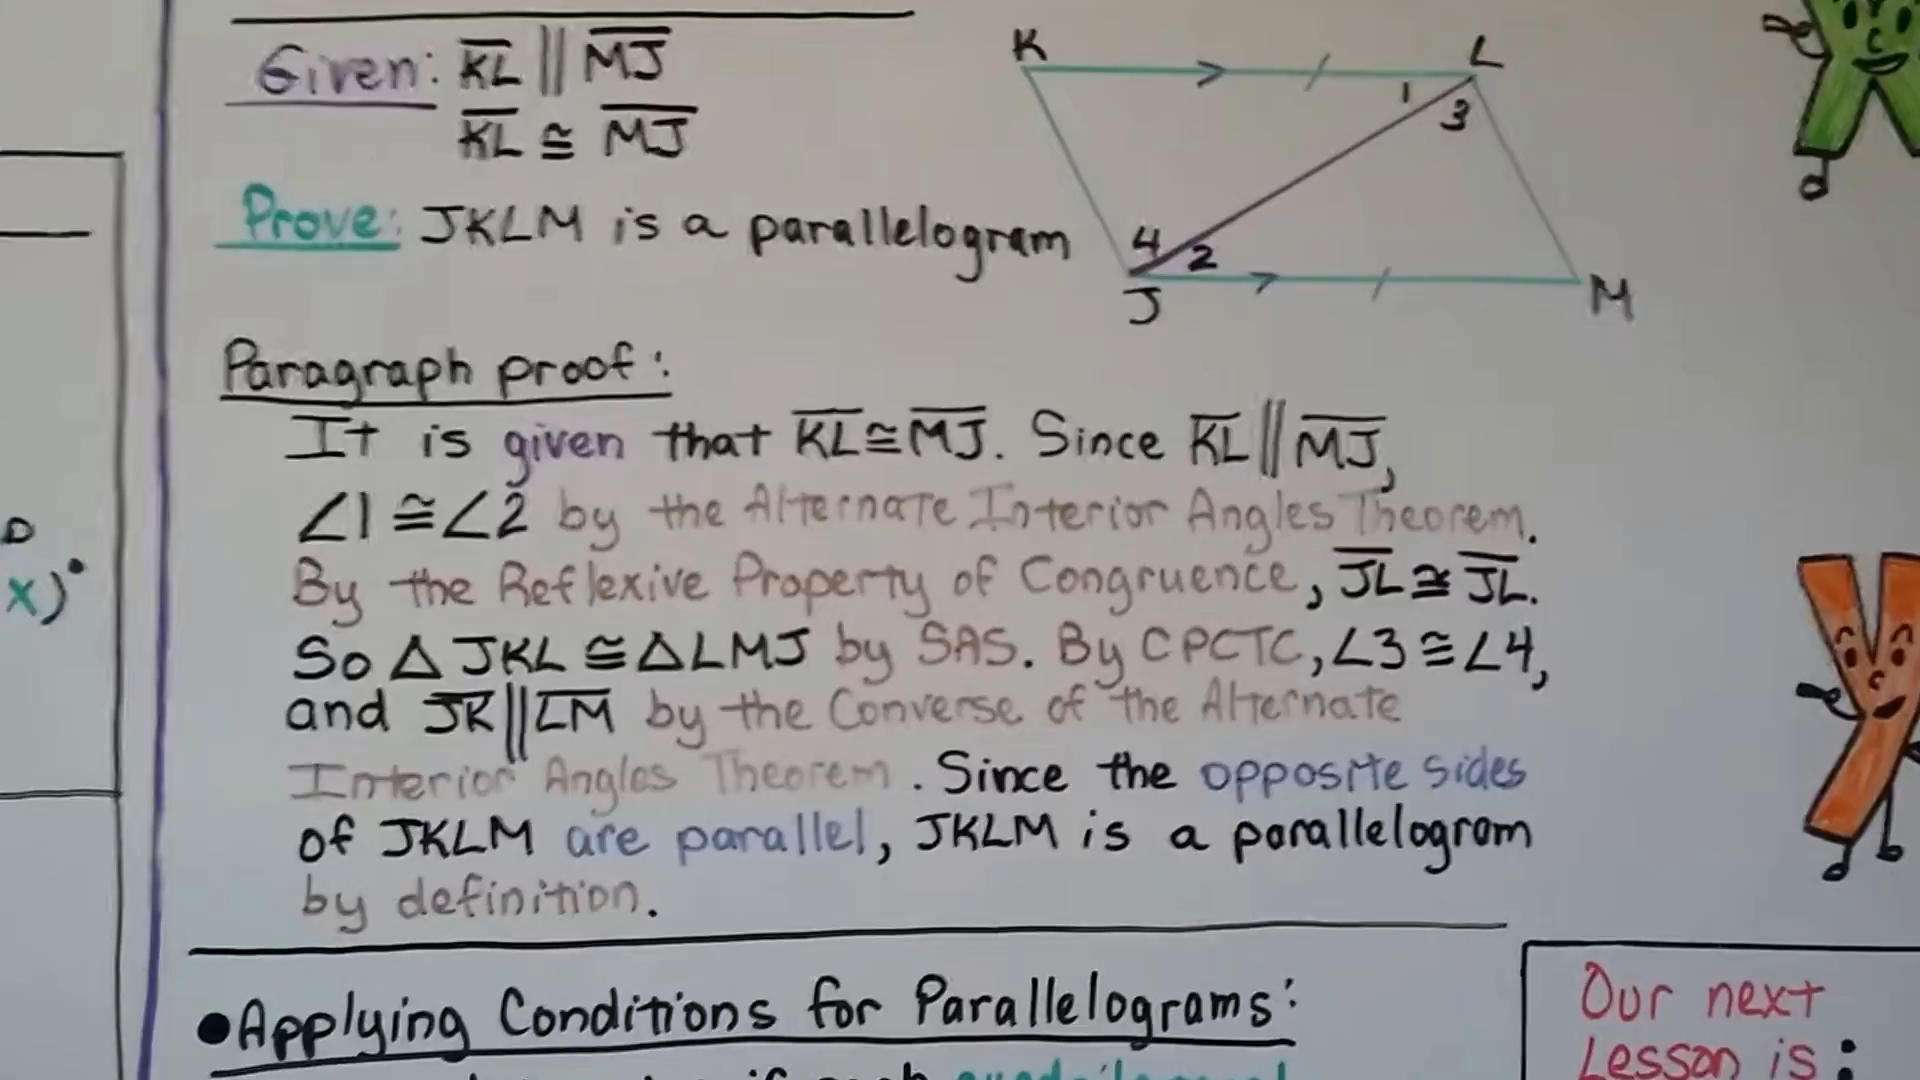 Given: KL || MJ
KL ≅ MJ
Prove: JKLM is a parallelogram
K
L
1
3
4
2
J
M
Paragraph proof:
It is given that KL ≅ MJ. Since KL || MJ,
∠1 ≅ ∠2 by the Alternate Interior Angles Theorem.
By the Reflexive Property of Congruence, JL ≅ JL.
So △ JKL ≅ △ LMJ by SAS. By CPCTC, ∠3 ≅ ∠4,
and JK || LM by the Converse of the Alternate
Interior Angles Theorem. Since the opposite sides
of JKLM are parallel, JKLM is a parallelogram
by definition.
D
x)°
• Applying Conditions for Parallelograms:
if each quadrilateral
Our next
Lesson is: